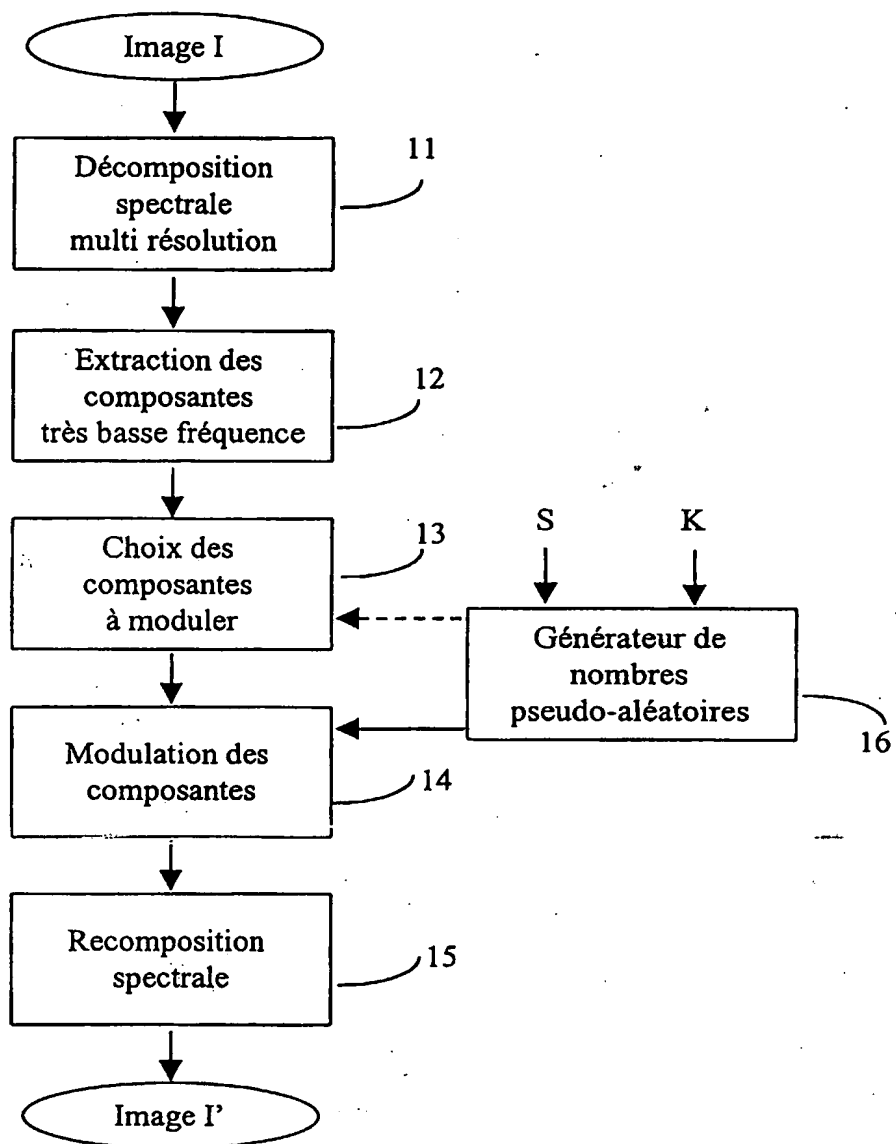 Image I
Décomposition
spectrale
multi résolution
11
Extraction des
composantes
très basse fréquence
12
Choix des
composantes
à moduler
13
S
K
Générateur de
nombres
pseudo-aléatoires
16
Modulation des
composantes
14
Recomposition
spectrale
15
Image I'